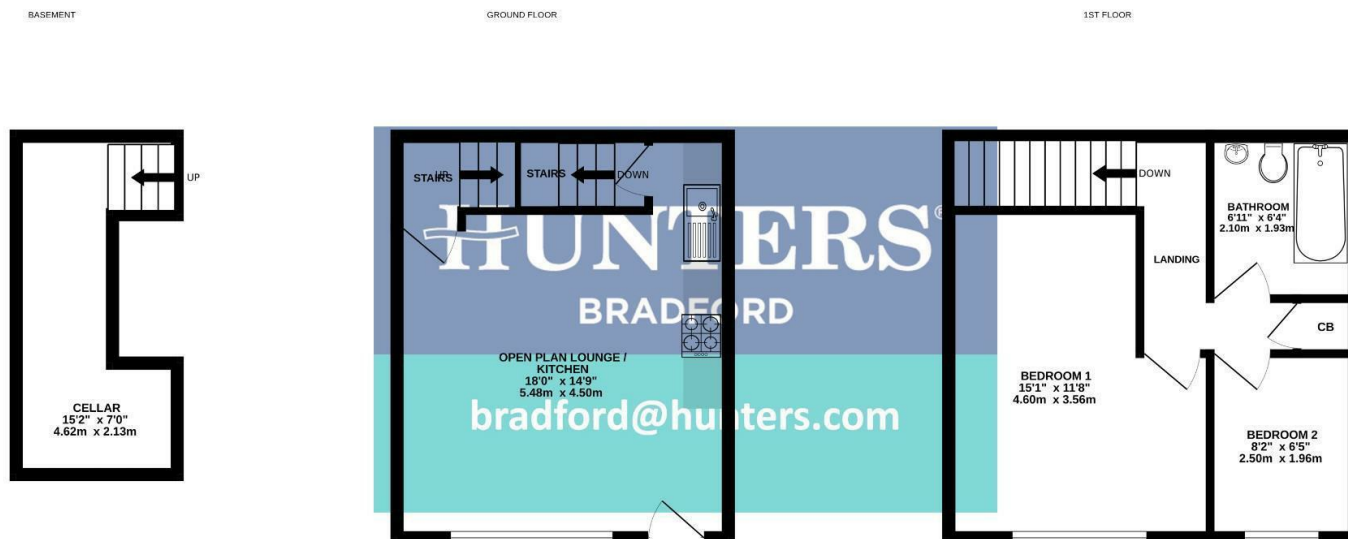 BASEMENT
GROUND FLOOR
1ST FLOOR
UP
CELLAR
15'2" x 7'0"
4.62m x 2.13m
UP
STAIRS
STAIRS
DOWN
HUNTERS®
BRADFORD
OPEN PLAN LOUNGE /
KITCHEN
18'0" x 14'9"
5.48m x 4.50m
bradford@hunters.com
DOWN
LANDING
BATHROOM
6'11" x 6'4"
2.10m x 1.93m
CB
BEDROOM 1
15'1" x 11'8"
4.60m x 3.56m
BEDROOM 2
8'2" x 6'5"
2.50m x 1.96m